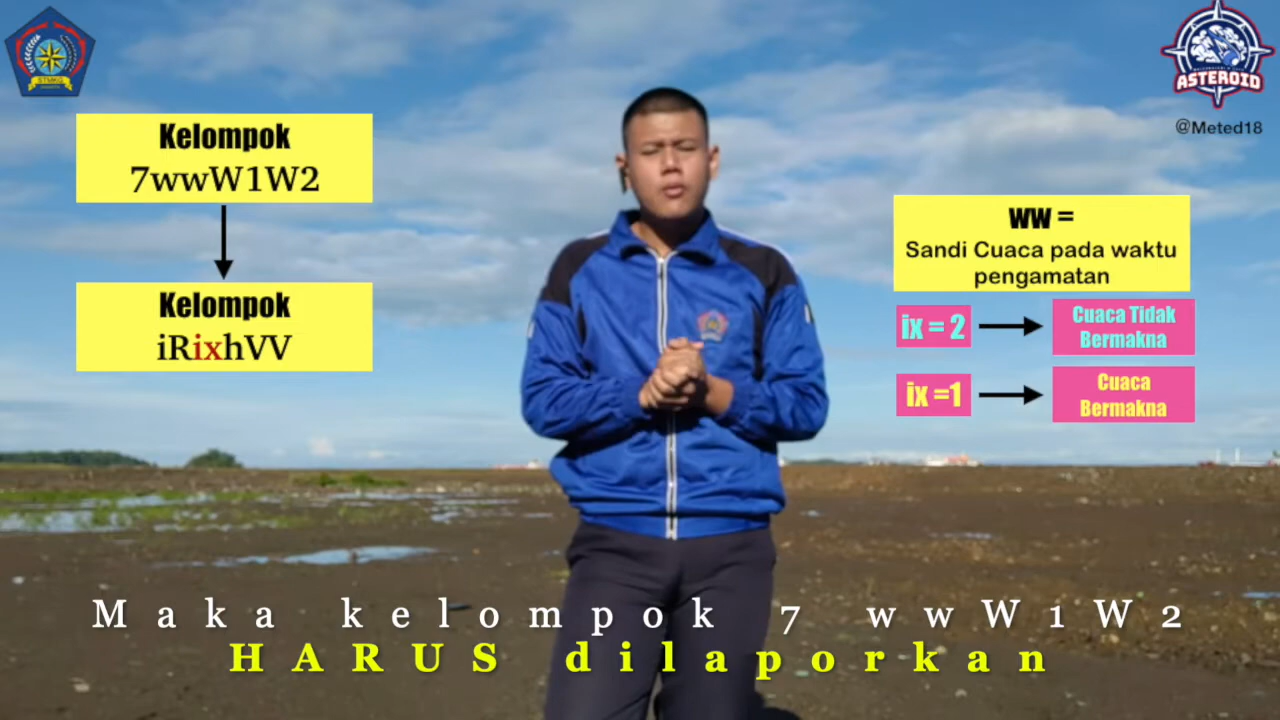 STMKG
Kelompok
7wwW1W2
Kelompok
iRixhVV
ASTEROID
@Meted18
ww =
Sandi Cuaca pada waktu
pengamatan
ix = 2
Cuaca Tidak
Bermakna
ix =1
Cuaca
Bermakna
Maka kelompok 7 wwW1W2
HARUS dilaporkan